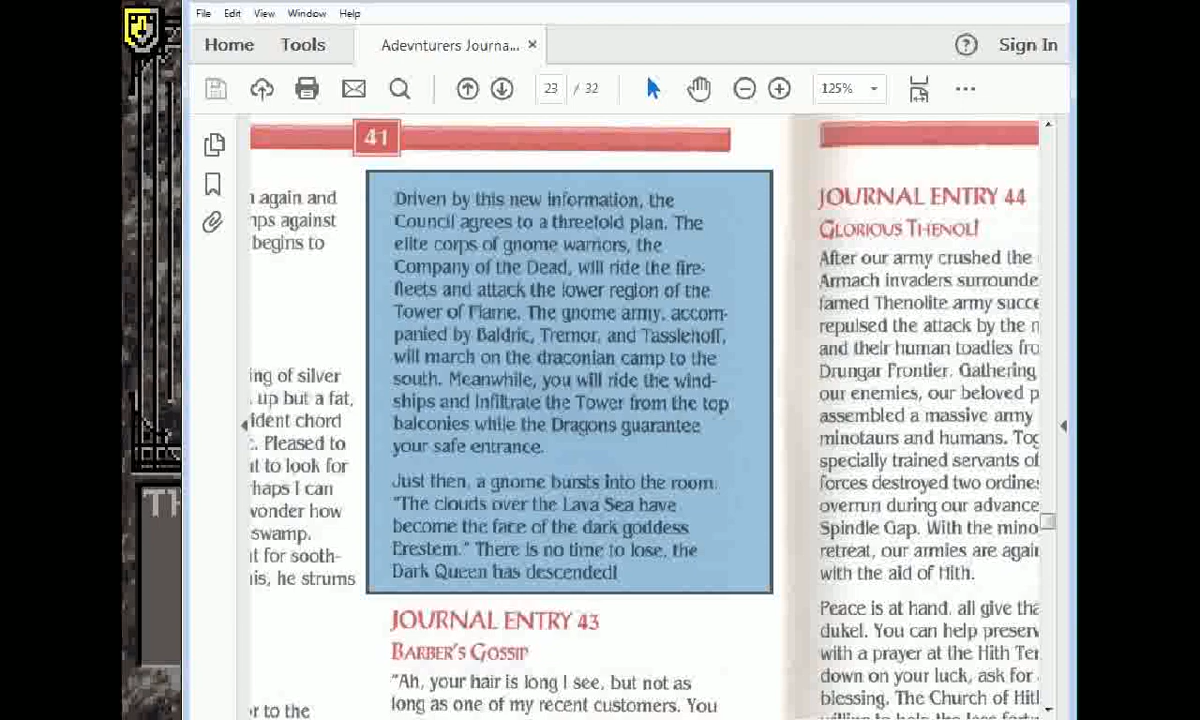 File Edit View Window Help
Home Tools Adevnturers Journa... × Sign In
23 / 32 125%
41
again and
mps against
begins to
ing of silver
up but a fat,
ident chord
Pleased to
t to look for
haps I can
wonder how
swamp.
t for sooth-
is, he strums
or to the
Driven by this new information, the
Council agrees to a threefold plan. The
elite corps of gnome warriors, the
Company of the Dead, will ride the fire-
fleets and attack the lower region of the
Tower of Flame. The gnome army, accom-
panied by Baldric, Tremor, and Tasslehoff,
will march on the draconian camp to the
south. Meanwhile, you will ride the wind-
ships and infiltrate the Tower from the top
balconies while the Dragons guarantee
your safe entrance.
Just then, a gnome bursts into the room.
"The clouds over the Lava Sea have
become the face of the dark goddess
Erestem." There is no time to lose, the
Dark Queen has descended!
JOURNAL ENTRY 43
BARBER'S GOSSIP
"Ah, your hair is long I see, but not as
long as one of my recent customers. You
JOURNAL ENTRY 44
GLORIOUS THENOL!
After our army crushed the
Armach invaders surrounde
famed Thenolite army succe
repulsed the attack by the
and their human toadies fro
Drungar Frontier. Gathering
our enemies, our beloved p
assembled a massive army
minotaurs and humans. Tog
specially trained servants of
forces destroyed two ordines
overrun during our advance
Spindle Gap. With the mino
retreat, our armies are again
with the aid of Hith.
Peace is at hand, all give tha
dukel. You can help preserv
with a prayer at the Hith Ter
down on your luck, ask for
blessing. The Church of Hith
TH